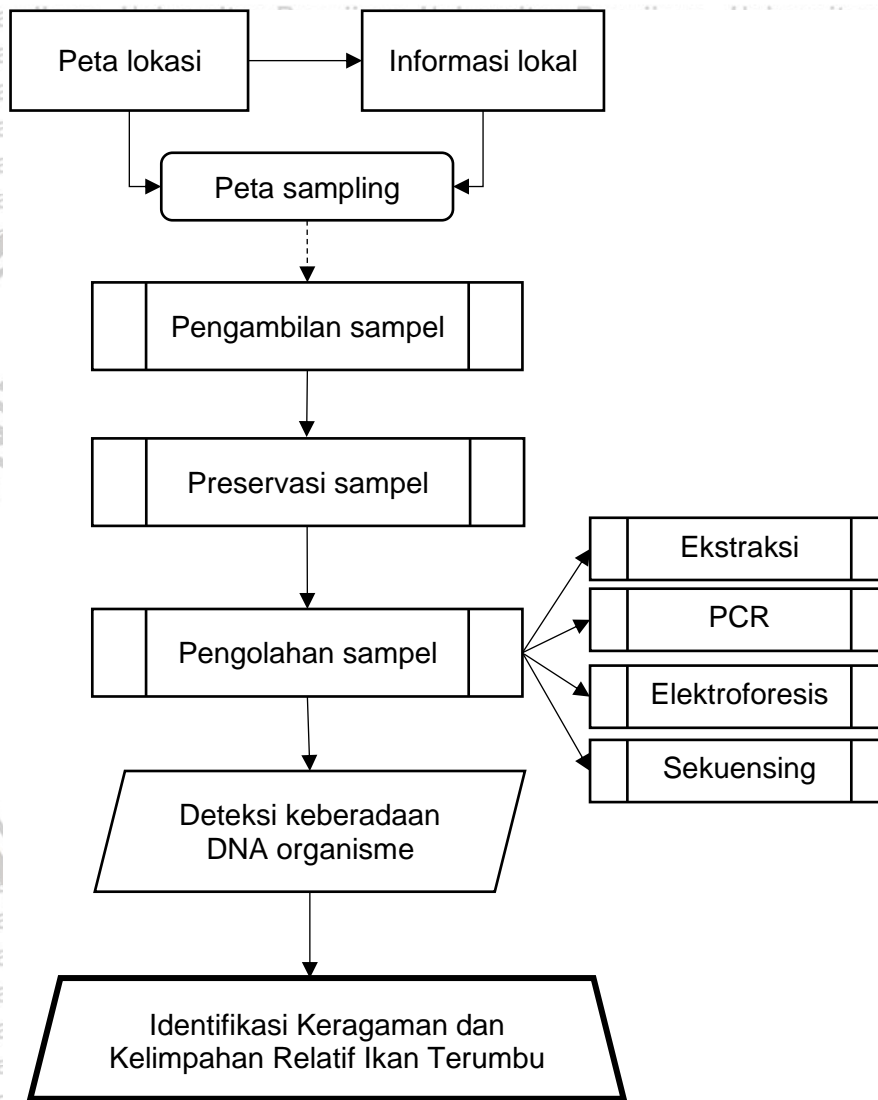 Peta lokasi
Informasi lokal
Peta sampling
Pengambilan sampel
Preservasi sampel
Pengolahan sampel
Ekstraksi
PCR
Elektroforesis
Sekuensing
Deteksi keberadaan
DNA organisme
Identifikasi Keragaman dan
Kelimpahan Relatif Ikan Terumbu